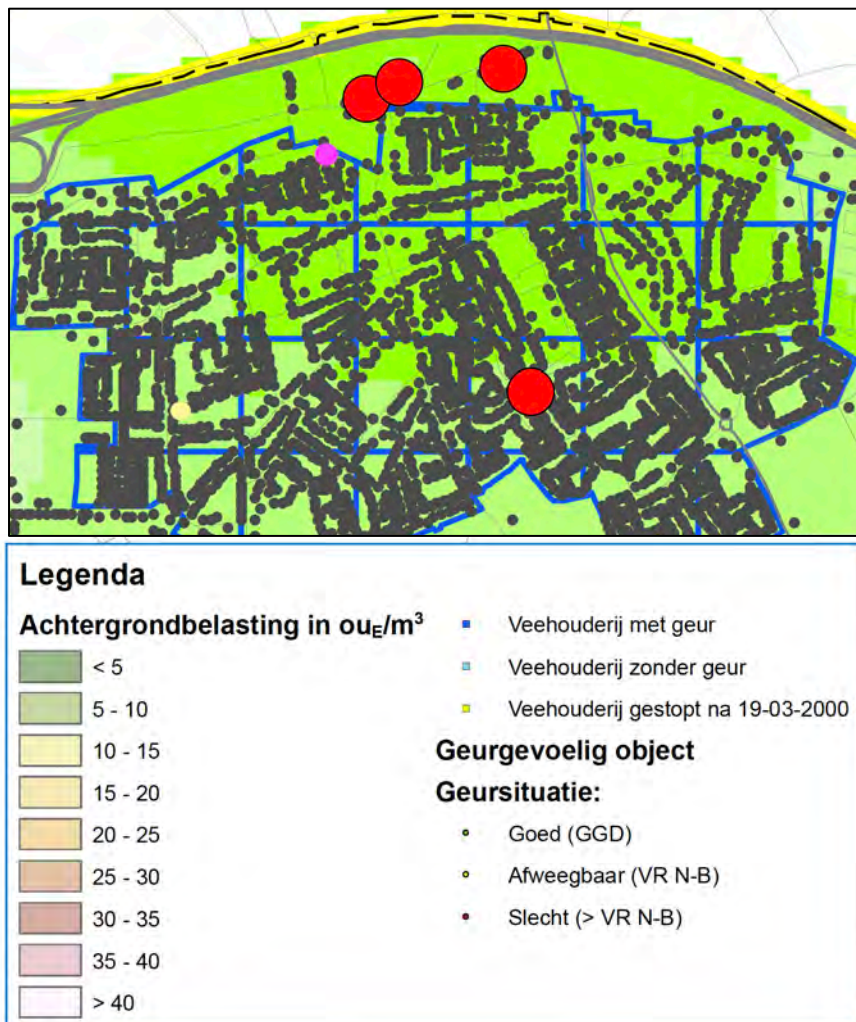 Legenda
Achtergrondbelasting in ouE/m³
< 5
5 - 10
10 - 15
15 - 20
20 - 25
25 - 30
30 - 35
35 - 40
> 40
Veehouderij met geur
Veehouderij zonder geur
Veehouderij gestopt na 19-03-2000
Geurgevoelig object
Geursituatie:
Goed (GGD)
Afweegbaar (VR N-B)
Slecht (> VR N-B)